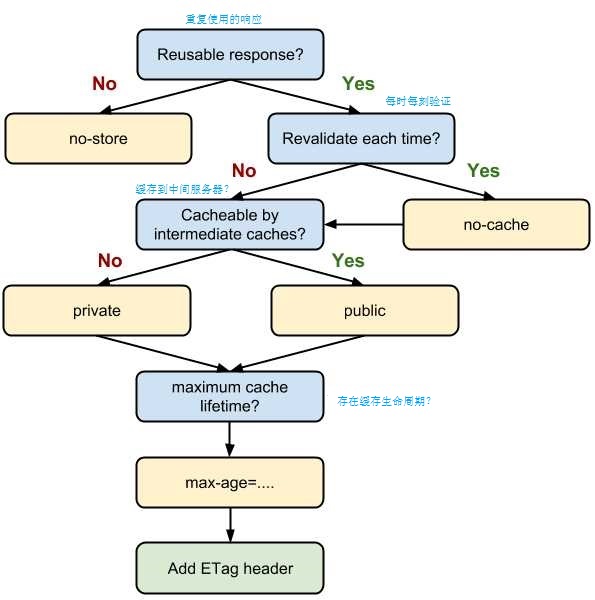 重复使用的响应
Reusable response?
No
Yes
每时每刻验证
no-store
Revalidate each time?
No
Yes
缓存到中间服务器?
Cacheable by
intermediate caches?
no-cache
No
Yes
private
public
maximum cache
lifetime?
存在缓存生命周期?
max-age=....
Add ETag header